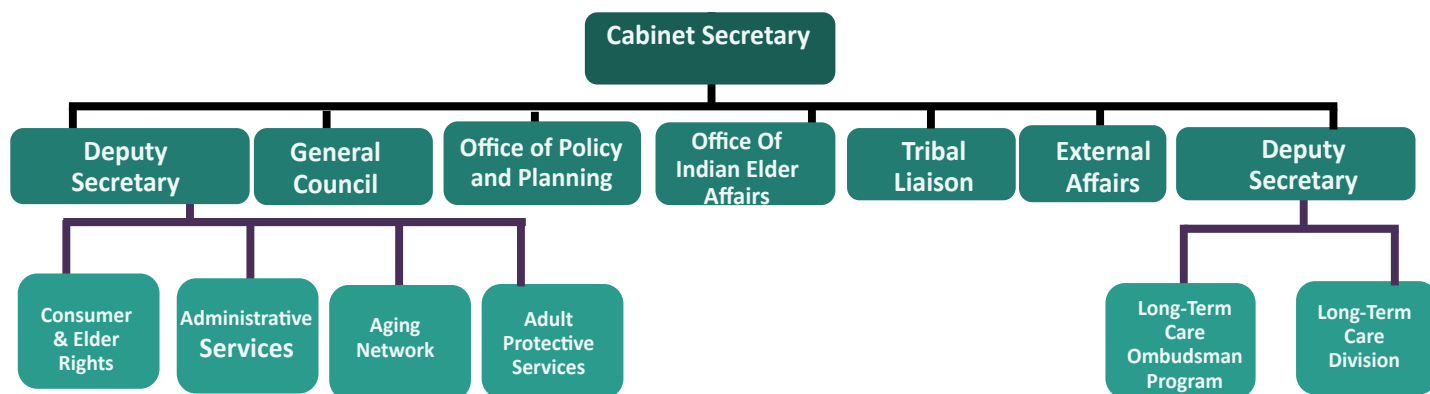 Cabinet Secretary
Deputy
Secretary
General
Council
Office of Policy
and Planning
Office Of
Indian Elder
Affairs
Tribal
Liaison
External
Affairs
Deputy
Secretary
Consumer
& Elder
Rights
Administrative
Services
Aging
Network
Adult
Protective
Services
Long-Term
Care
Ombudsman
Program
Long-Term
Care
Division